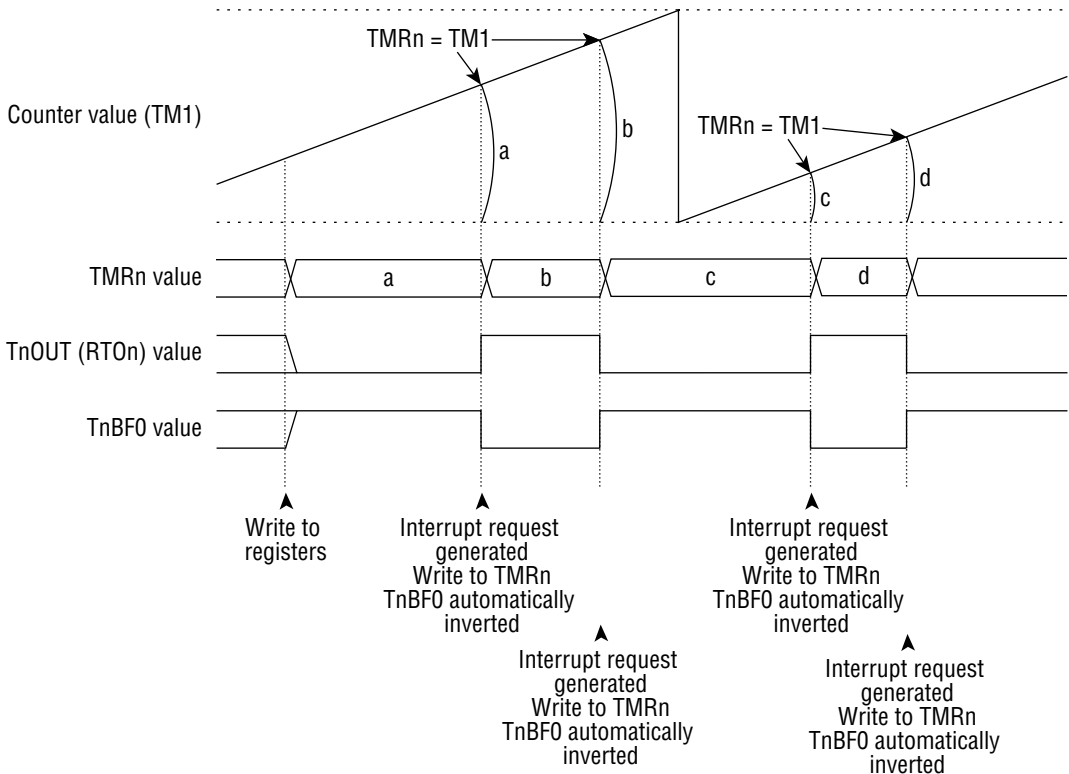 TMRn = TM1
Counter value (TM1)
a
b
TMRn = TM1
c
d
TMRn value
a
b
c
d
TnOUT (RTOn) value
TnBF0 value
Write to
registers
Interrupt request
generated
Write to TMRn
TnBF0 automatically
inverted
Interrupt request
generated
Write to TMRn
TnBF0 automatically
inverted
Interrupt request
generated
Write to TMRn
TnBF0 automatically
inverted
Interrupt request
generated
Write to TMRn
TnBF0 automatically
inverted